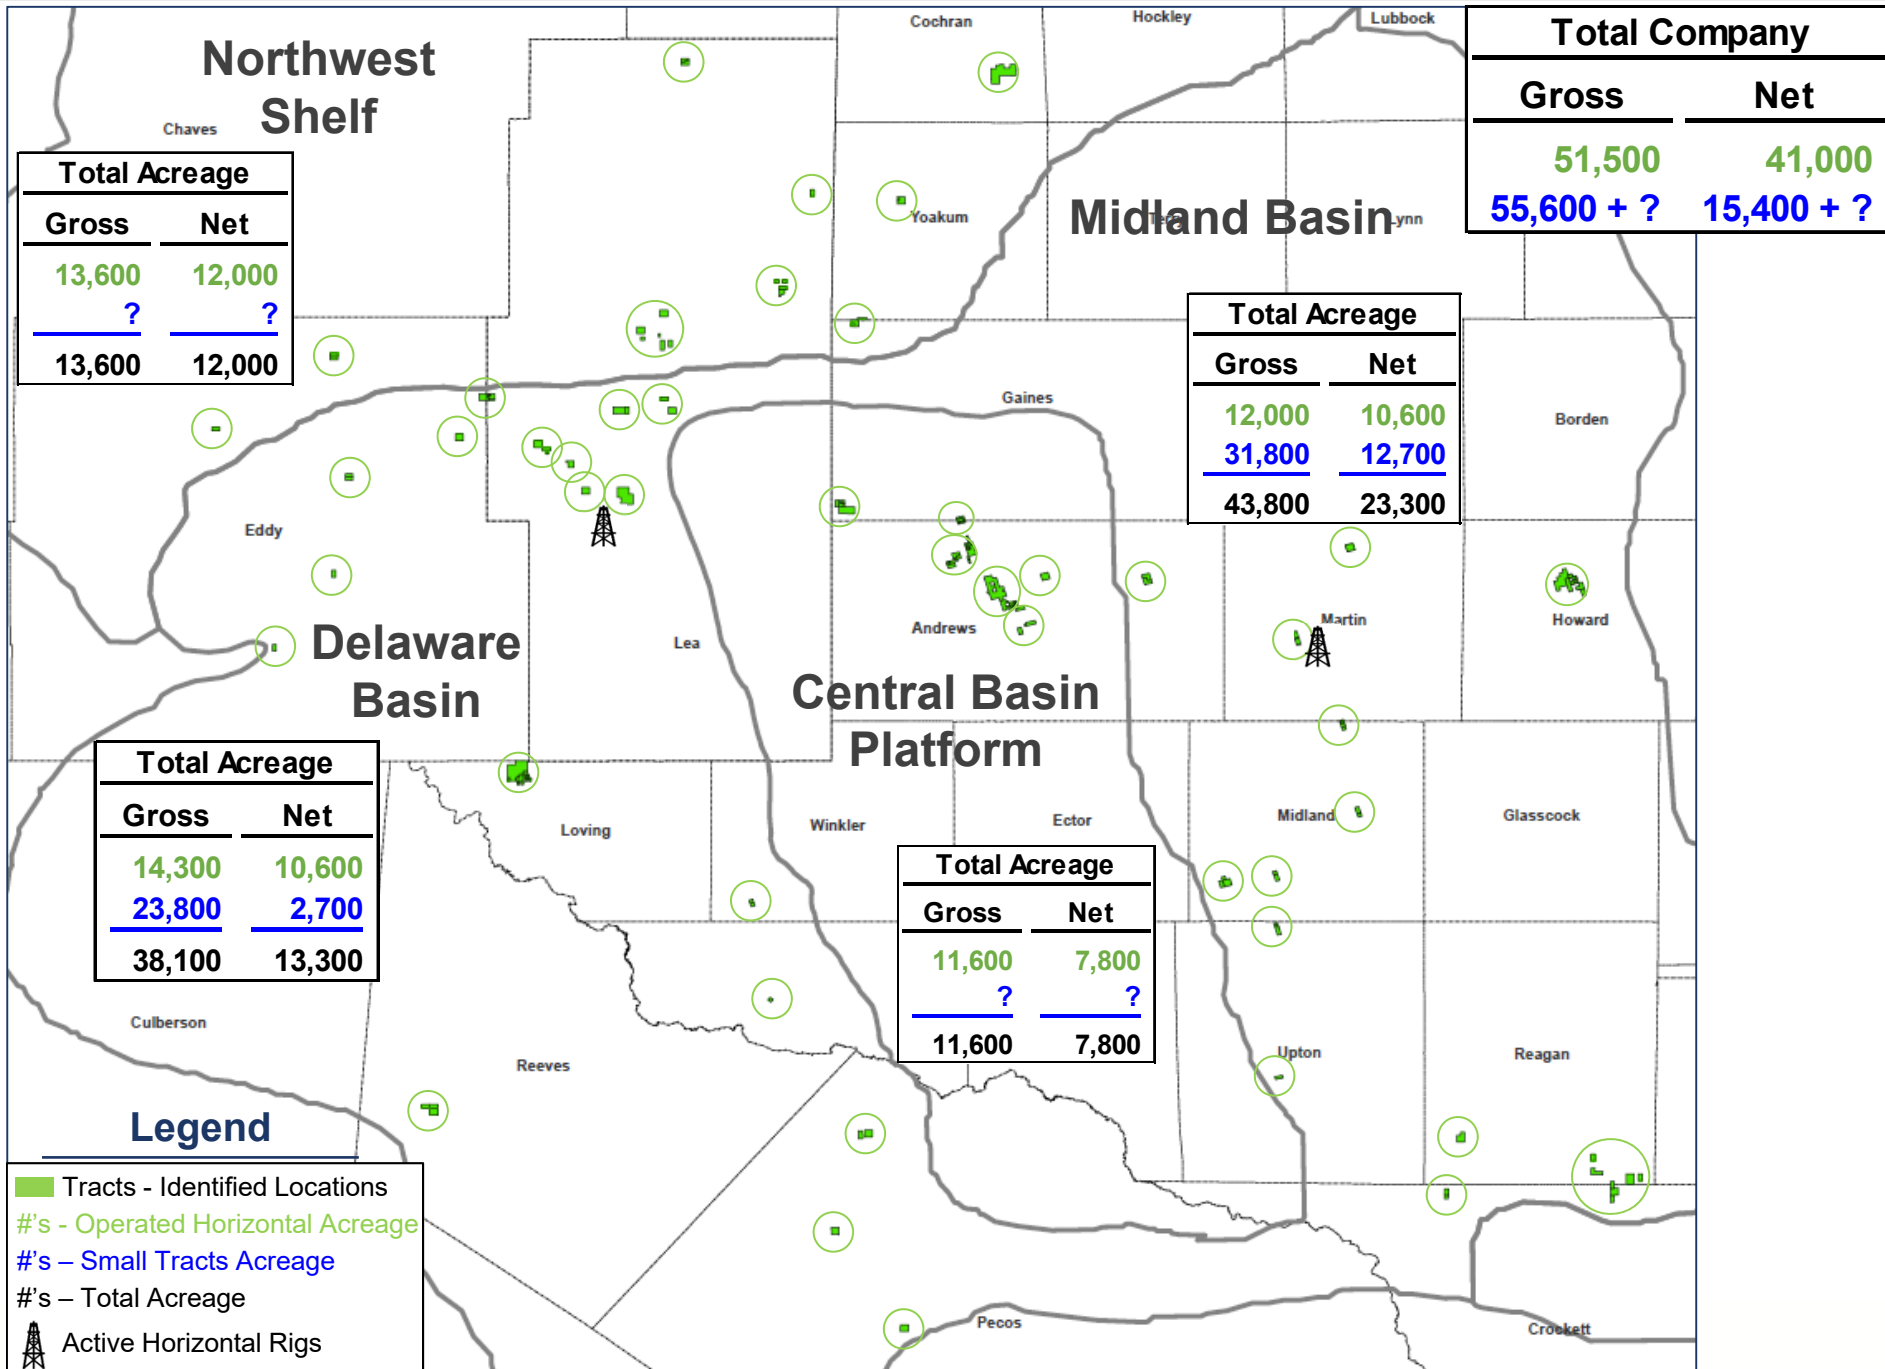 Cochran
Hockley
Lubbock
Northwest
Shelf
Chaves
Total Company
Gross Net
51,500 41,000
55,600 + ? 15,400 + ?
Total Acreage
Gross Net
13,600 12,000
? ?
13,600 12,000
Yoakum
Midland Basin
Terry
Lynn
Total Acreage
Gross Net
12,000 10,600
31,800 12,700
43,800 23,300
Gaines
Borden
Eddy
Lea
Andrews
Martin
Howard
Delaware
Basin
Central Basin
Platform
Total Acreage
Gross Net
14,300 10,600
23,800 2,700
38,100 13,300
Loving
Winkler
Ector
Midland
Glasscock
Total Acreage
Gross Net
11,600 7,800
? ?
11,600 7,800
Culberson
Reeves
Upton
Reagan
Pecos
Crockett
Legend
Tracts - Identified Locations
#'s - Operated Horizontal Acreage
#'s – Small Tracts Acreage
#'s – Total Acreage
Active Horizontal Rigs